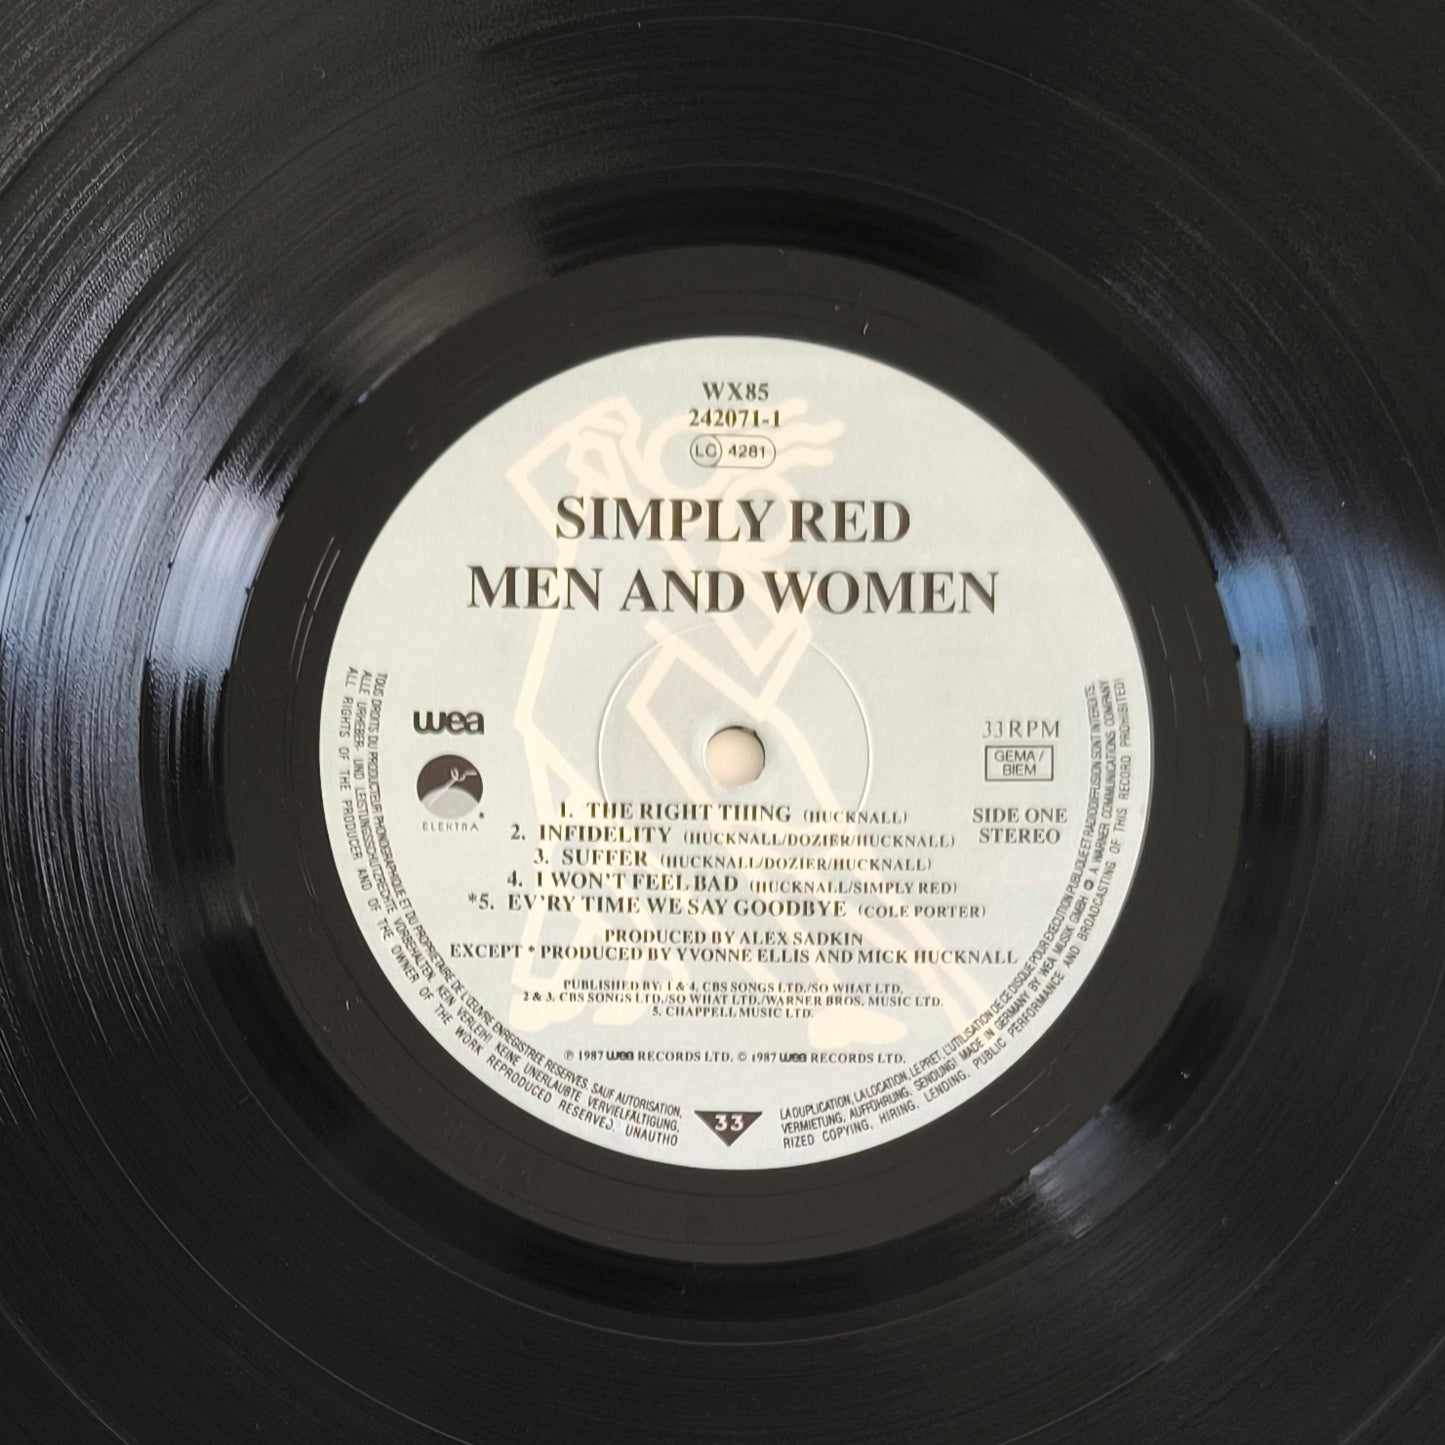 WX85
242071-1
LC 4281
SIMPLY RED
MEN AND WOMEN
wea
ELEKTRA
33 RPM
GEMA/
BIEM
SIDE ONE
STEREO
1. THE RIGHT THING (HUCKNALL)
2. INFIDELITY (HUCKNALL/DOZIER/HUCKNALL)
3. SUFFER (HUCKNALL/DOZIER/HUCKNALL)
4. I WON'T FEEL BAD (HUCKNALL/SIMPLY RED)
*5. EV'RY TIME WE SAY GOODBYE (COLE PORTER)
PRODUCED BY ALEX SADKIN
EXCEPT * PRODUCED BY YVONNE ELLIS AND MICK HUCKNALL
PUBLISHED BY: 1 & 4. CBS SONGS LTD./SO WHAT LTD.
2 & 3. CBS SONGS LTD./SO WHAT LTD./WARNER BROS. MUSIC LTD.
5. CHAPPELL MUSIC LTD.
℗ 1987 wea RECORDS LTD. © 1987 wea RECORDS LTD.
33
TOUS DROITS DU PRODUCTEUR PHONOGRAPHIQUE ET DU PROPRIETAIRE DE L'ŒUVRE ENREGISTREE RESERVES. SAUF AUTORISATION, LA DUPLICATION, LA LOCATION, LE PRET, L'UTILISATION DE CE DISQUE POUR EXECUTION PUBLIQUE ET RADIODIFFUSION SONT INTERDITS.
ALLE URHEBER- UND LEISTUNGSSCHUTZRECHTE VORBEHALTEN. KEIN VERLEIH! KEINE UNERLAUBTE VERVIELFÄLTIGUNG, VERMIETUNG, AUFFÜHRUNG, SENDUNG! MADE IN GERMANY BY WEA MUSIK GMBH A WARNER COMMUNICATIONS COMPANY
ALL RIGHTS OF THE PRODUCER AND OF THE OWNER OF THE WORK REPRODUCED RESERVED. UNAUTHORIZED COPYING, HIRING, LENDING, PUBLIC PERFORMANCE AND BROADCASTING OF THIS RECORD PROHIBITED!